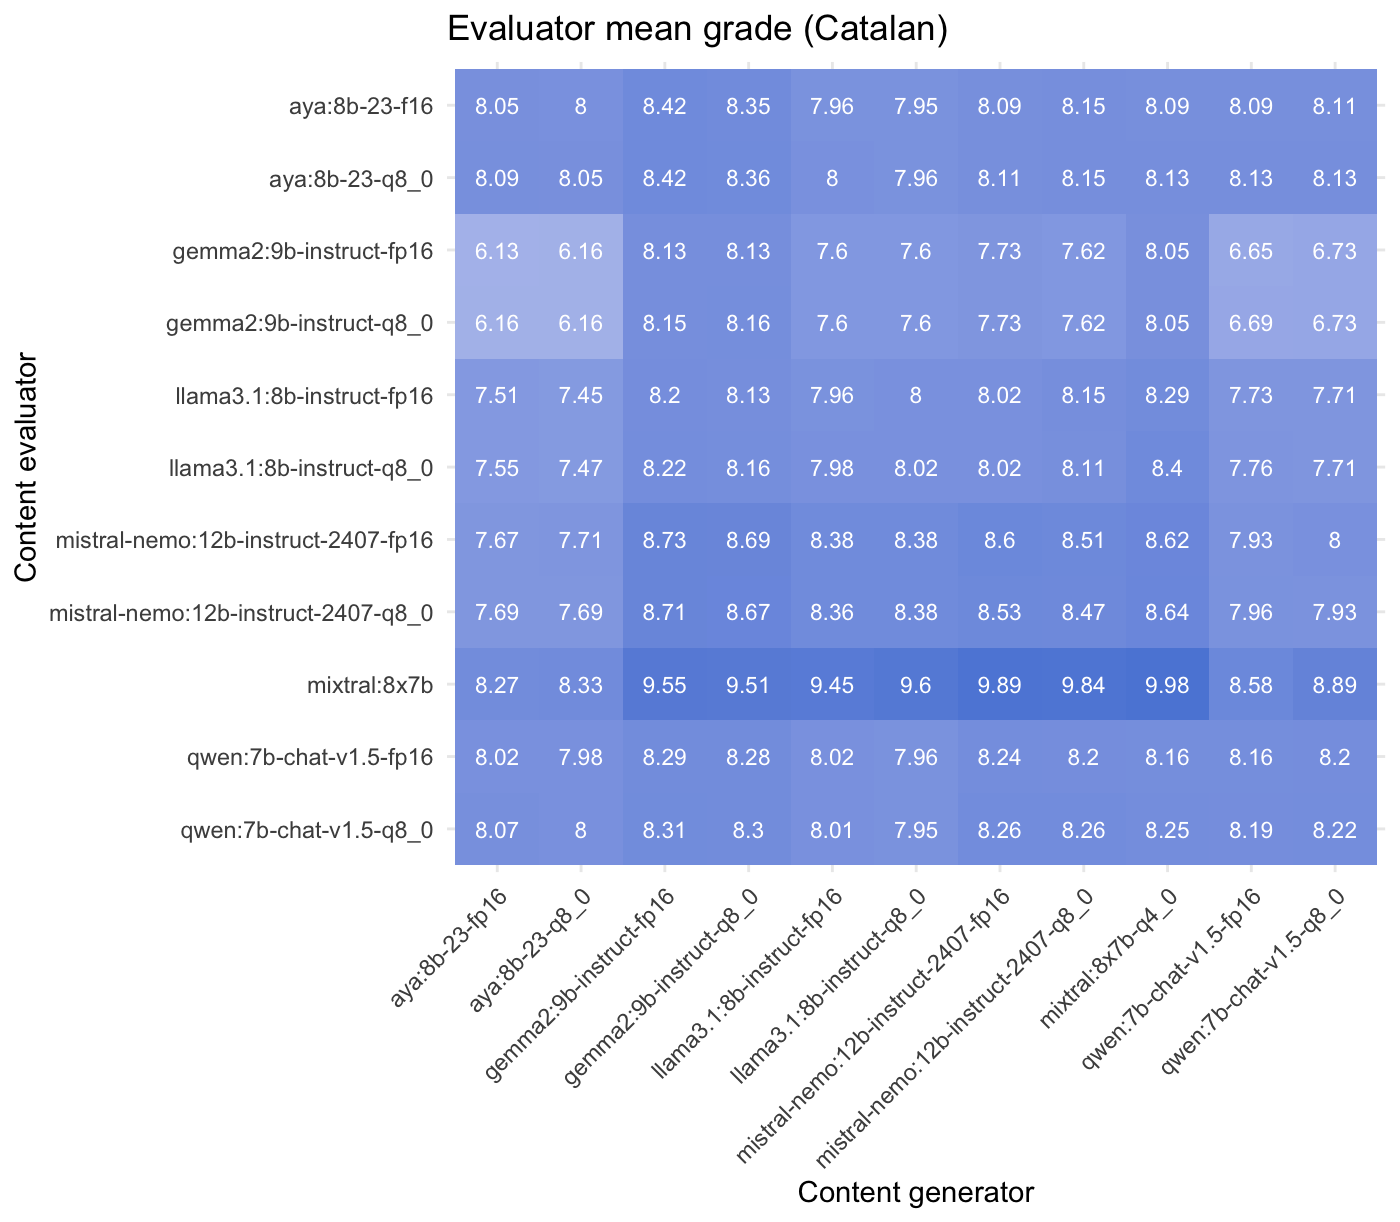 Evaluator mean grade (Catalan)
Content evaluator
aya:8b-23-f16 8.05 8 8.42 8.35 7.96 7.95 8.09 8.15 8.09 8.09 8.11
aya:8b-23-q8_0 8.09 8.05 8.42 8.36 8 7.96 8.11 8.15 8.13 8.13 8.13
gemma2:9b-instruct-fp16 6.13 6.16 8.13 8.13 7.6 7.6 7.73 7.62 8.05 6.65 6.73
gemma2:9b-instruct-q8_0 6.16 6.16 8.15 8.16 7.6 7.6 7.73 7.62 8.05 6.69 6.73
llama3.1:8b-instruct-fp16 7.51 7.45 8.2 8.13 7.96 8 8.02 8.15 8.29 7.73 7.71
llama3.1:8b-instruct-q8_0 7.55 7.47 8.22 8.16 7.98 8.02 8.02 8.11 8.4 7.76 7.71
mistral-nemo:12b-instruct-2407-fp16 7.67 7.71 8.73 8.69 8.38 8.38 8.6 8.51 8.62 7.93 8
mistral-nemo:12b-instruct-2407-q8_0 7.69 7.69 8.71 8.67 8.36 8.38 8.53 8.47 8.64 7.96 7.93
mixtral:8x7b 8.27 8.33 9.55 9.51 9.45 9.6 9.89 9.84 9.98 8.58 8.89
qwen:7b-chat-v1.5-fp16 8.02 7.98 8.29 8.28 8.02 7.96 8.24 8.2 8.16 8.16 8.2
qwen:7b-chat-v1.5-q8_0 8.07 8 8.31 8.3 8.01 7.95 8.26 8.26 8.25 8.19 8.22
aya:8b-23-fp16
aya:8b-23-q8_0
gemma2:9b-instruct-fp16
gemma2:9b-instruct-q8_0
llama3.1:8b-instruct-fp16
llama3.1:8b-instruct-q8_0
mistral-nemo:12b-instruct-2407-fp16
mistral-nemo:12b-instruct-2407-q8_0
mixtral:8x7b-q4_0
qwen:7b-chat-v1.5-fp16
qwen:7b-chat-v1.5-q8_0
Content generator